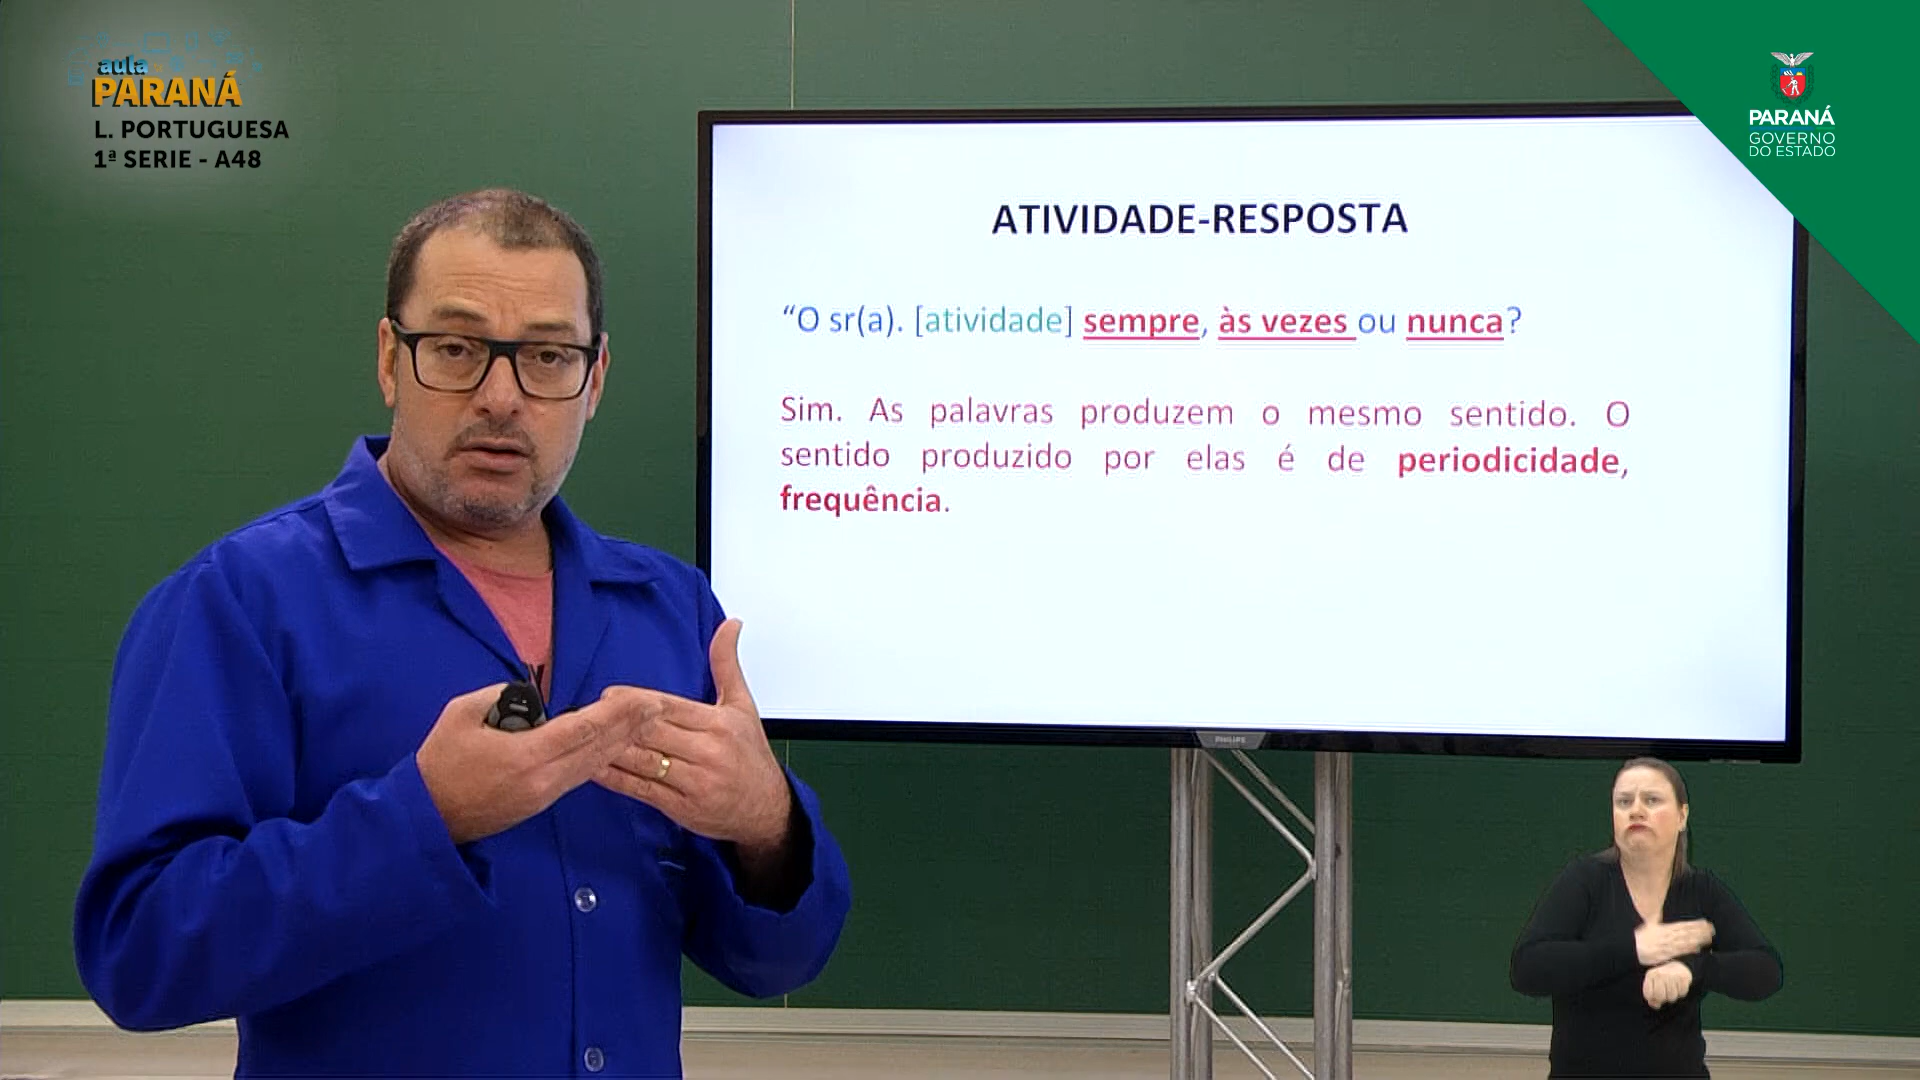 aula
PARANÁ
L. PORTUGUESA
1ª SERIE - A48
PARANÁ
GOVERNO
DO ESTADO
ATIVIDADE-RESPOSTA
“O sr(a). [atividade] sempre, às vezes ou nunca?
Sim. As palavras produzem o mesmo sentido. O
sentido produzido por elas é de periodicidade,
frequência.
PHILIPS